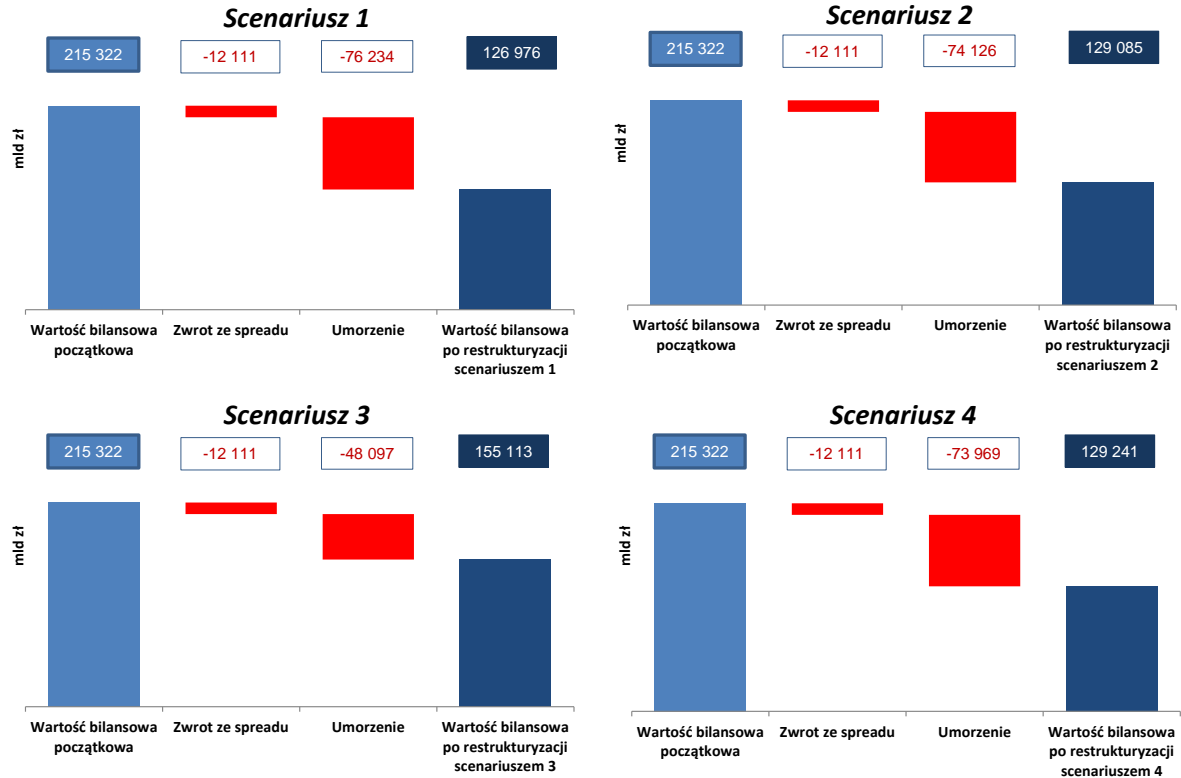 Scenariusz 1
215 322
-12 111
-76 234
126 976
mld zł
Wartość bilansowa
początkowa
Zwrot ze spreadu
Umorzenie
Wartość bilansowa
po restrukturyzacji
scenariuszem 1
Scenariusz 2
215 322
-12 111
-74 126
129 085
mld zł
Wartość bilansowa
początkowa
Zwrot ze spreadu
Umorzenie
Wartość bilansowa
po restrukturyzacji
scenariuszem 2
Scenariusz 3
215 322
-12 111
-48 097
155 113
mld zł
Wartość bilansowa
początkowa
Zwrot ze spreadu
Umorzenie
Wartość bilansowa
po restrukturyzacji
scenariuszem 3
Scenariusz 4
215 322
-12 111
-73 969
129 241
mld zł
Wartość bilansowa
początkowa
Zwrot ze spreadu
Umorzenie
Wartość bilansowa
po restrukturyzacji
scenariuszem 4